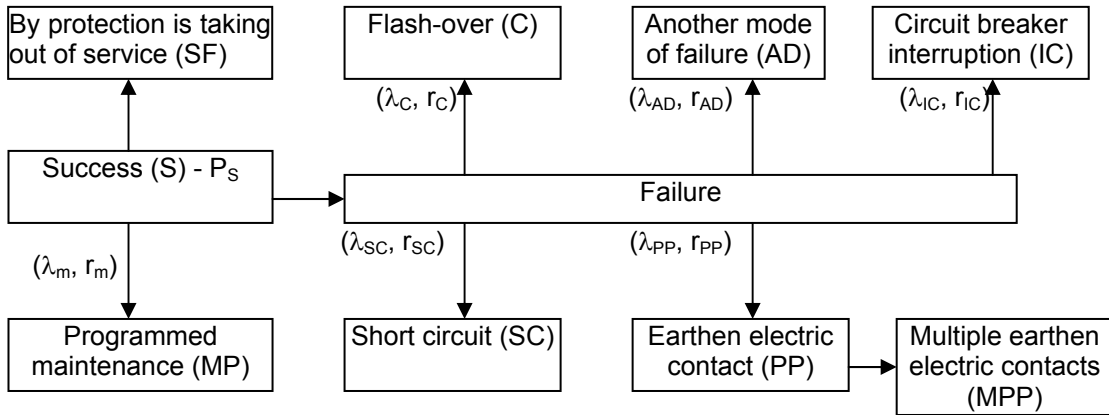 By protection is taking
out of service (SF)
Flash-over (C)
Another mode
of failure (AD)
Circuit breaker
interruption (IC)
(λC, rC)
(λAD, rAD)
(λIC, rIC)
Success (S) - PS
Failure
(λm, rm)
(λSC, rSC)
(λPP, rPP)
Programmed
maintenance (MP)
Short circuit (SC)
Earthen electric
contact (PP)
Multiple earthen
electric contacts
(MPP)